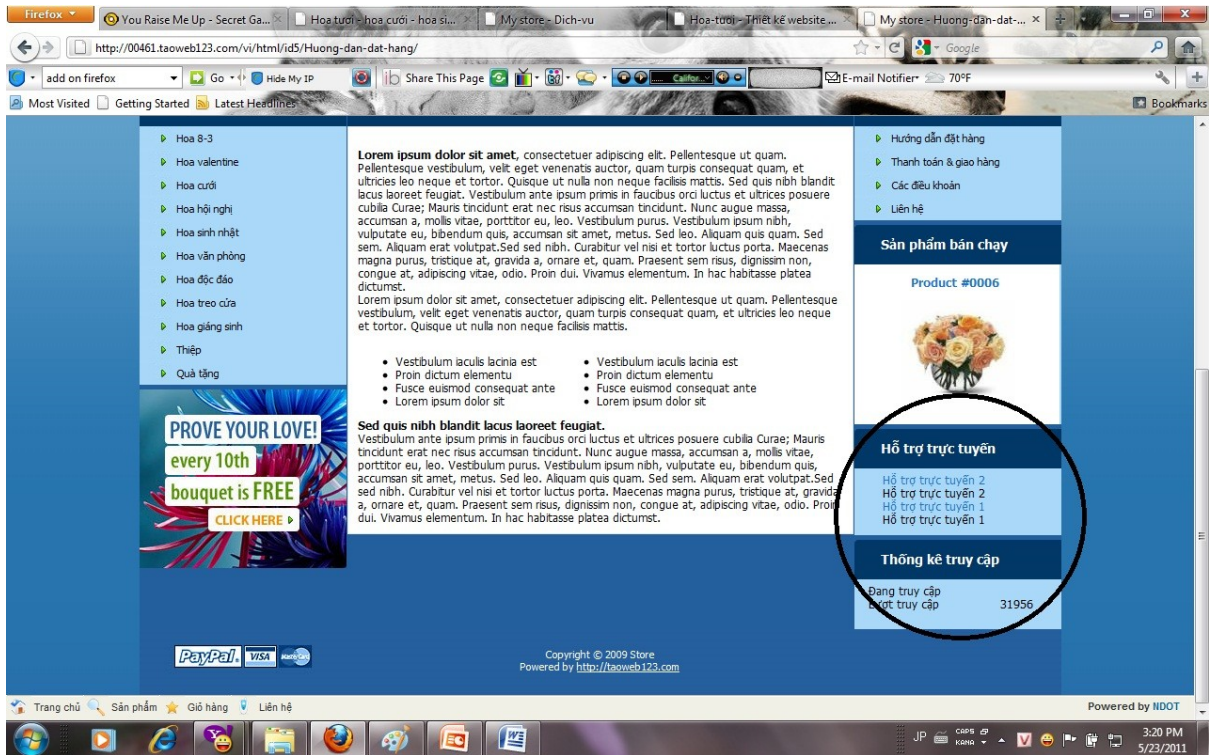 Firefox
You Raise Me Up - Secret Ga...
Hoa tươi - hoa cưới - hoa si...
My store - Dich-vu
Hoa-tuoi - Thiết kế website ...
My store - Huong-dan-dat-...
http://00461.taoweb123.com/vi/html/id5/Huong-dan-dat-hang/
Google
add on firefox
Go
Hide My IP
Share This Page
Califor...
E-mail Notifier
70°F
Most Visited
Getting Started
Latest Headlines
Bookmarks
Hoa 8-3
Hoa valentine
Hoa cưới
Hoa hội nghị
Hoa sinh nhật
Hoa văn phòng
Hoa độc đáo
Hoa treo cửa
Hoa giáng sinh
Thiệp
Quà tặng
PROVE YOUR LOVE!
every 10th
bouquet is FREE
CLICK HERE
Lorem ipsum dolor sit amet, consectetuer adipiscing elit. Pellentesque ut quam.
Pellentesque vestibulum, velit eget venenatis auctor, quam turpis consequat quam, et
ultricies leo neque et tortor. Quisque ut nulla non neque facilisis mattis. Sed quis nibh blandit
lacus laoreet feugiat. Vestibulum ante ipsum primis in faucibus orci luctus et ultrices posuere
cubilia Curae; Mauris tincidunt erat nec risus accumsan tincidunt. Nunc augue massa,
accumsan a, mollis vitae, porttitor eu, leo. Vestibulum purus. Vestibulum ipsum nibh,
vulputate eu, bibendum quis, accumsan sit amet, metus. Sed leo. Aliquam quis quam. Sed
sem. Aliquam erat volutpat.Sed sed nibh. Curabitur vel nisi et tortor luctus porta. Maecenas
magna purus, tristique at, gravida a, ornare et, quam. Praesent sem risus, dignissim non,
congue at, adipiscing vitae, odio. Proin dui. Vivamus elementum. In hac habitasse platea
dictumst.
Lorem ipsum dolor sit amet, consectetuer adipiscing elit. Pellentesque ut quam. Pellentesque
vestibulum, velit eget venenatis auctor, quam turpis consequat quam, et ultricies leo neque
et tortor. Quisque ut nulla non neque facilisis mattis.
Vestibulum iaculis lacinia est
Proin dictum elementu
Fusce euismod consequat ante
Lorem ipsum dolor sit
Vestibulum iaculis lacinia est
Proin dictum elementu
Fusce euismod consequat ante
Lorem ipsum dolor sit
Sed quis nibh blandit lacus laoreet feugiat.
Vestibulum ante ipsum primis in faucibus orci luctus et ultrices posuere cubilia Curae; Mauris
tincidunt erat nec risus accumsan tincidunt. Nunc augue massa, accumsan a, mollis vitae,
porttitor eu, leo. Vestibulum purus. Vestibulum ipsum nibh, vulputate eu, bibendum quis,
accumsan sit amet, metus. Sed leo. Aliquam quis quam. Sed sem. Aliquam erat volutpat.Sed
sed nibh. Curabitur vel nisi et tortor luctus porta. Maecenas magna purus, tristique at, gravida
a, ornare et, quam. Praesent sem risus, dignissim non, congue at, adipiscing vitae, odio. Proin
dui. Vivamus elementum. In hac habitasse platea dictumst.
Hướng dẫn đặt hàng
Thanh toán & giao hàng
Các điều khoản
Liên hệ
Sản phẩm bán chạy
Product #0006
Hỗ trợ trực tuyến
Hỗ trợ trực tuyến 2
Hỗ trợ trực tuyến 2
Hỗ trợ trực tuyến 1
Hỗ trợ trực tuyến 1
Thống kê truy cập
Đang truy cập
Lượt truy cập 31956
PayPal. VISA MasterCard
Copyright © 2009 Store
Powered by http://taoweb123.com
Trang chủ
Sản phẩm
Giỏ hàng
Liên hệ
Powered by NDOT
JP
CAPS
KANA
3:20 PM
5/23/2011